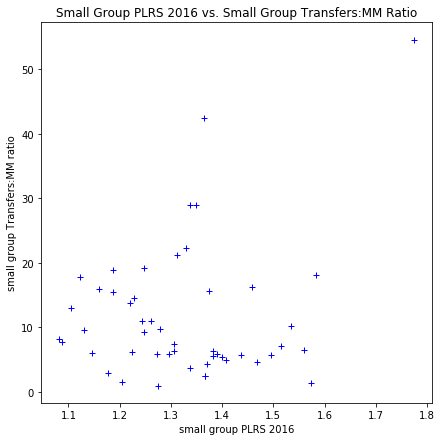 Small Group PLRS 2016 vs. Small Group Transfers:MM Ratio
small group Transfers:MM ratio
50
40
30
20
10
0
1.1 1.2 1.3 1.4 1.5 1.6 1.7 1.8
small group PLRS 2016